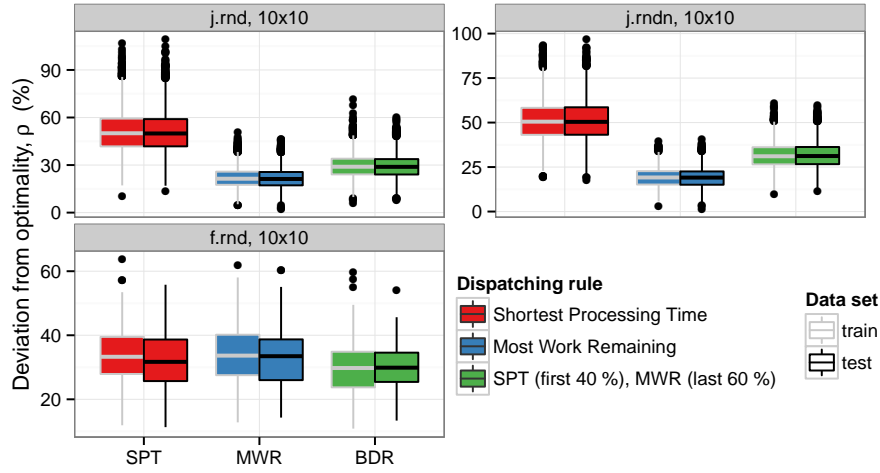 j.rnd, 10x10
j.rndn, 10x10
Deviation from optimality, ρ (%)
90
60
30
0
100
75
50
25
0
f.rnd, 10x10
60
40
20
SPT
MWR
BDR
Dispatching rule
Shortest Processing Time
Most Work Remaining
SPT (first 40 %), MWR (last 60 %)
Data set
train
test